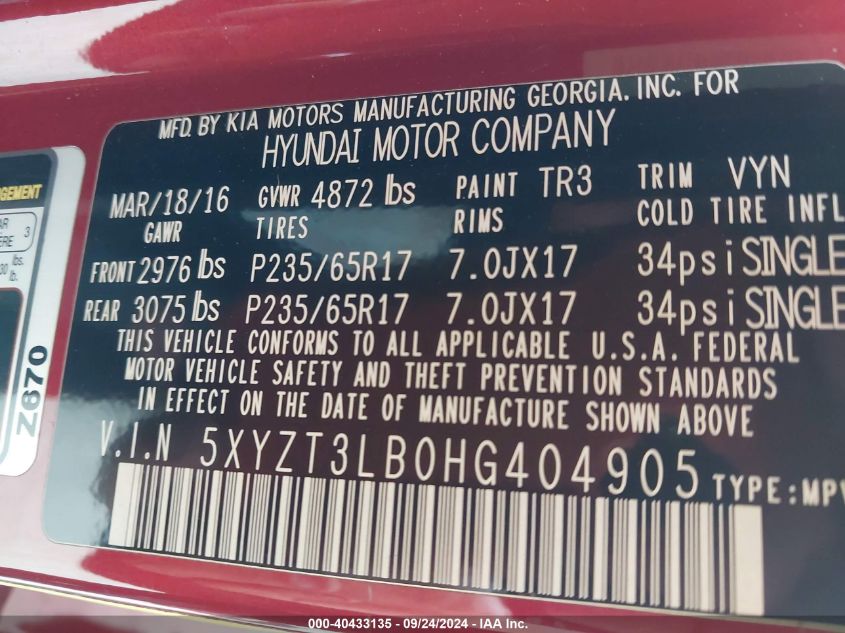 MFD. BY KIA MOTORS MANUFACTURING GEORGIA. INC. FOR
HYUNDAI MOTOR COMPANY
MAR/18/16 GVWR 4872 lbs PAINT TR3 TRIM VYN
GAWR TIRES RIMS COLD TIRE INFL
FRONT 2976 lbs P235/65R17 7.0JX17 34psi SINGLE
REAR 3075 lbs P235/65R17 7.0JX17 34psi SINGLE
THIS VEHICLE CONFORMS TO ALL APPLICABLE U.S.A. FEDERAL
MOTOR VEHICLE SAFETY AND THEFT PREVENTION STANDARDS
IN EFFECT ON THE DATE OF MANUFACTURE SHOWN ABOVE
V.I.N 5XYZT3LB0HG404905 TYPE:MPV
3
lbs.
lb.
Z670
000-40433135 - 09/24/2024 - IAA Inc.